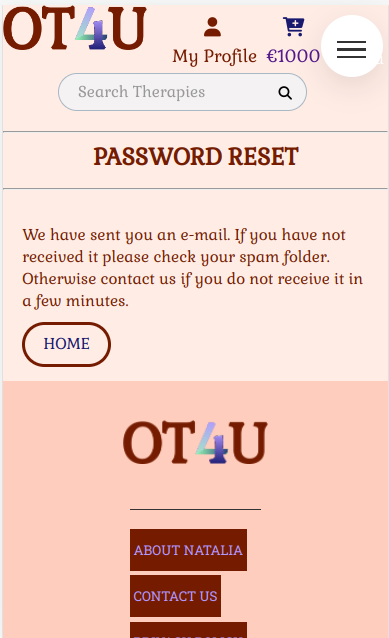 OT4U
My Profile €1000
Search Therapies
PASSWORD RESET
We have sent you an e-mail. If you have not
received it please check your spam folder.
Otherwise contact us if you do not receive it in
a few minutes.
HOME
OT4U
ABOUT NATALIA
CONTACT US